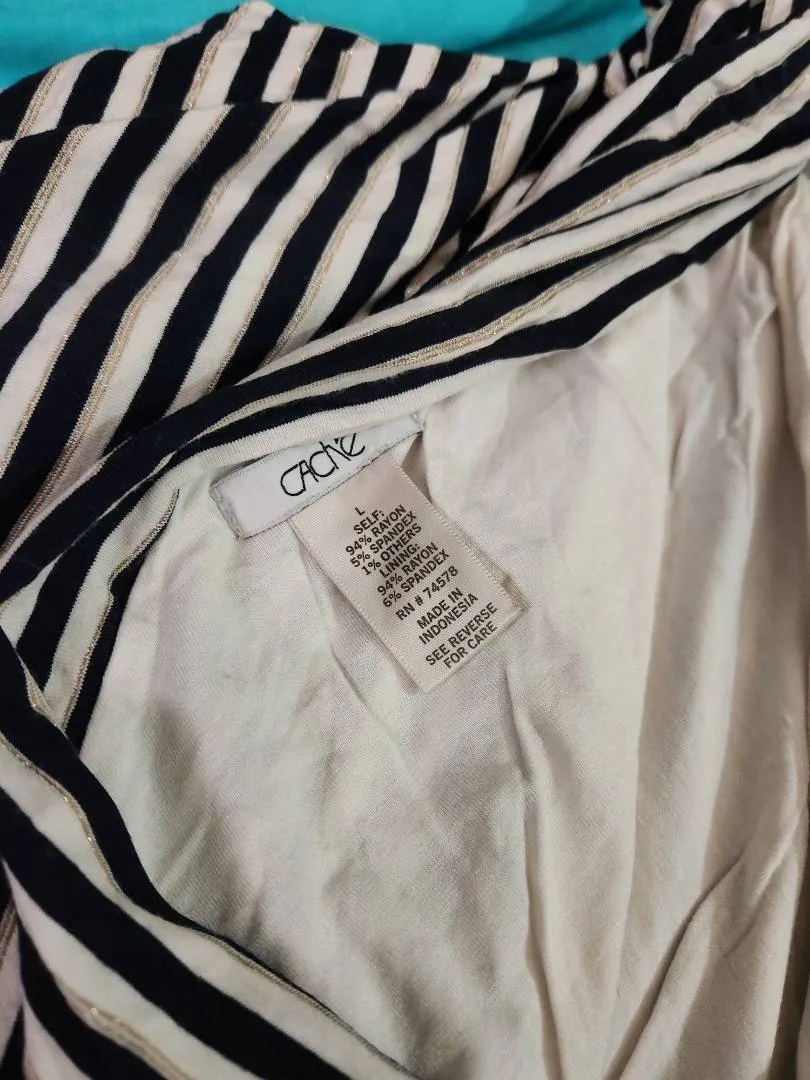 CACHÉ
L
SELF:
94% RAYON
5% SPANDEX
1% OTHERS
LINING:
94% RAYON
6% SPANDEX
RN # 74578
MADE IN
INDONESIA
SEE REVERSE
FOR CARE